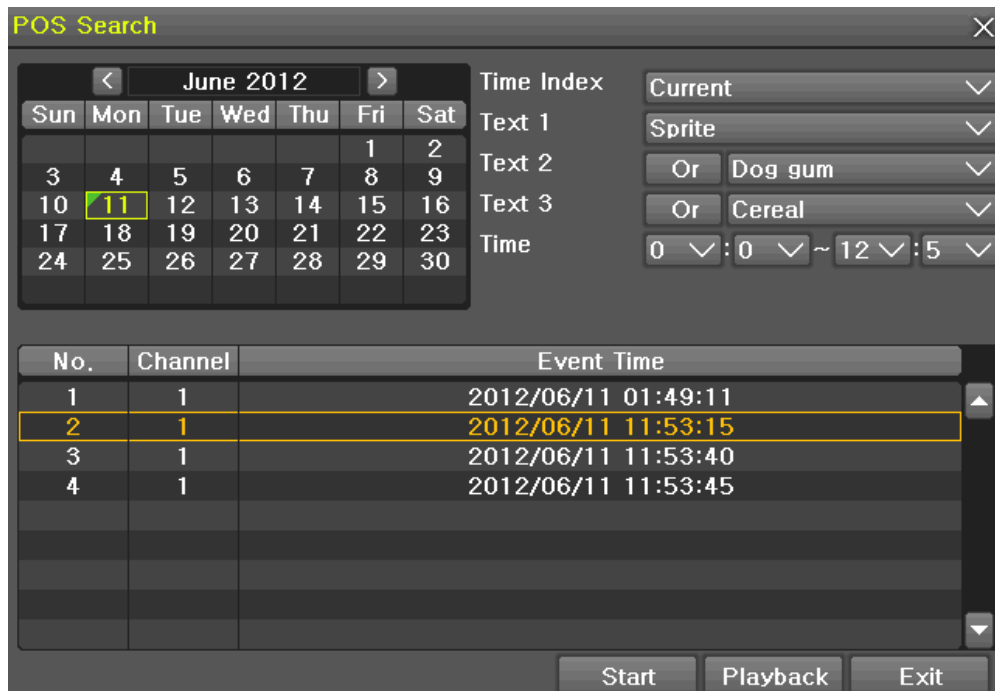 POS Search
June 2012
Sun Mon Tue Wed Thu Fri Sat
1 2
3 4 5 6 7 8 9
10 11 12 13 14 15 16
17 18 19 20 21 22 23
24 25 26 27 28 29 30
Time Index Current
Text 1 Sprite
Text 2 Or Dog gum
Text 3 Or Cereal
Time 0 : 0 ~ 12 : 5
No. Channel Event Time
1 1 2012/06/11 01:49:11
2 1 2012/06/11 11:53:15
3 1 2012/06/11 11:53:40
4 1 2012/06/11 11:53:45
Start Playback Exit